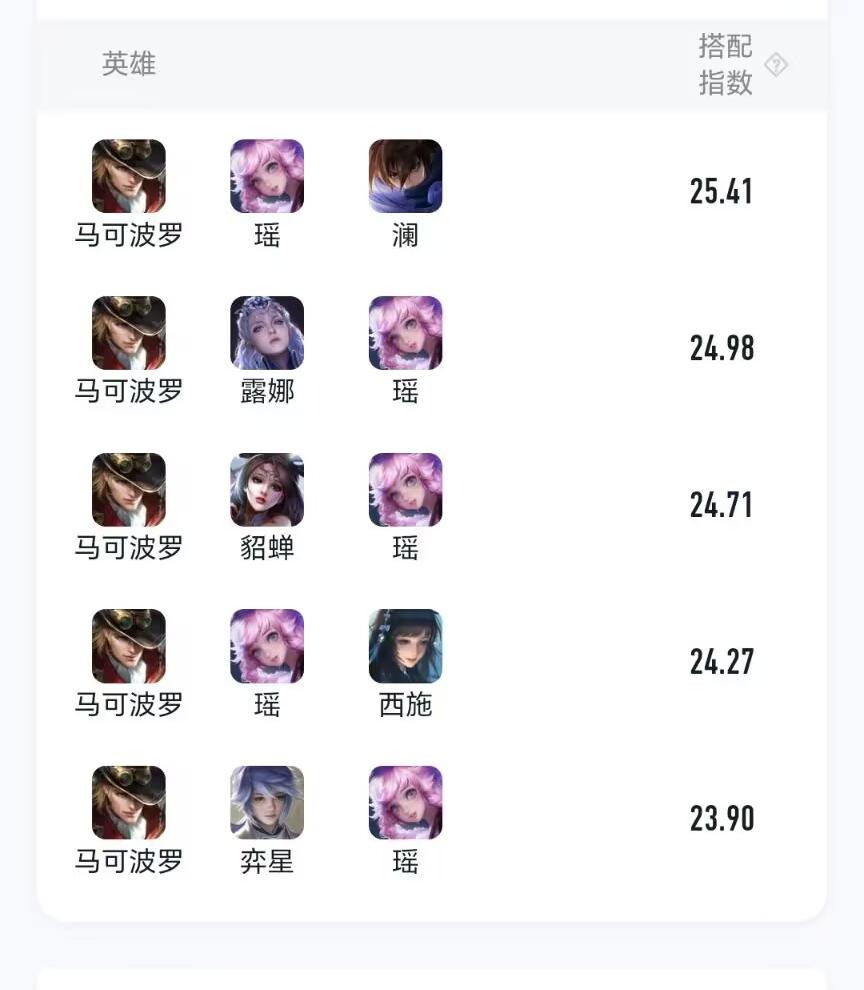 英雄
搭配
指数
马可波罗 瑶 澜 25.41
马可波罗 露娜 瑶 24.98
马可波罗 貂蝉 瑶 24.71
马可波罗 瑶 西施 24.27
马可波罗 弈星 瑶 23.90